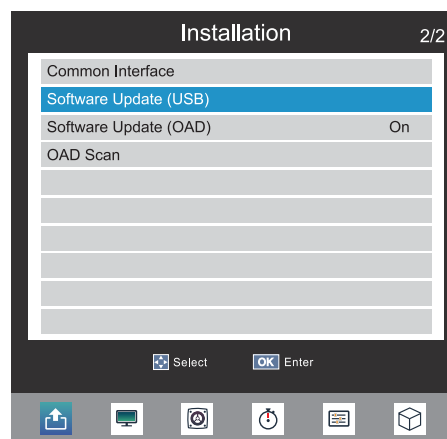 Installation 2/2
Common Interface
Software Update (USB)
Software Update (OAD) On
OAD Scan
Select OK Enter